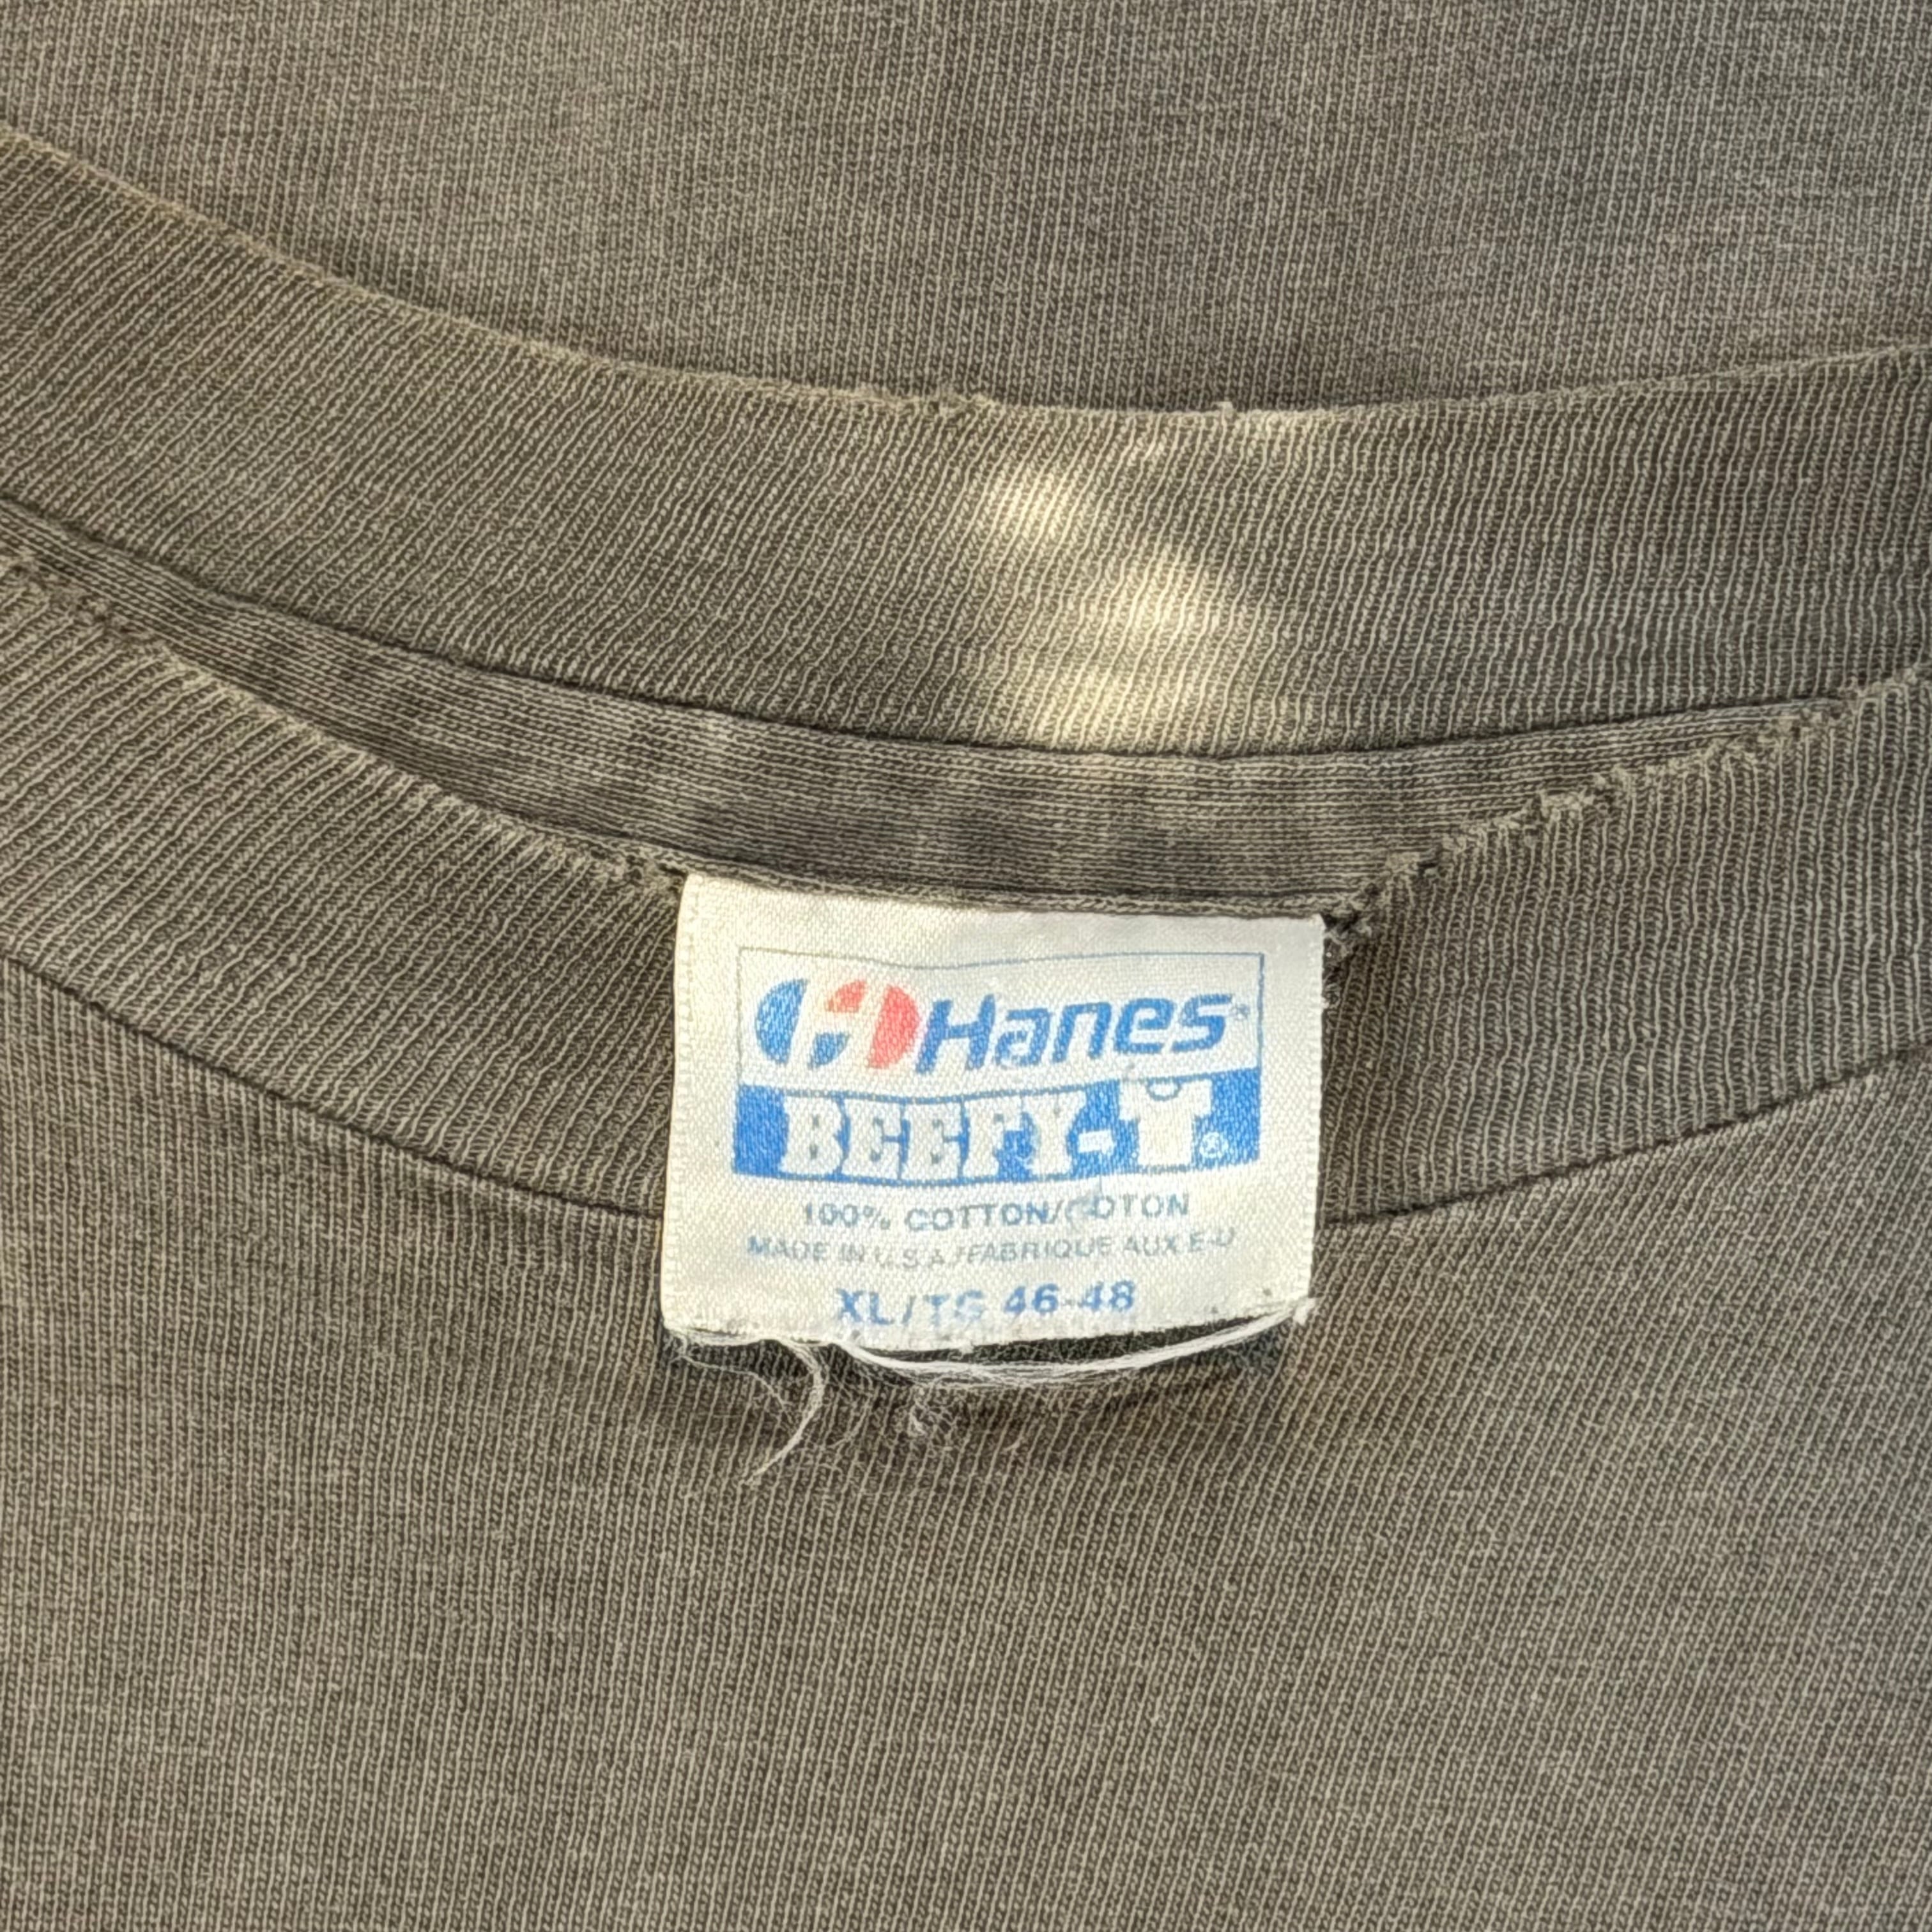 Hanes®
BEEFY-T®
100% COTTON/COTON
MADE IN U.S.A./FABRIQUE AUX E-U
XL/TG 46-48